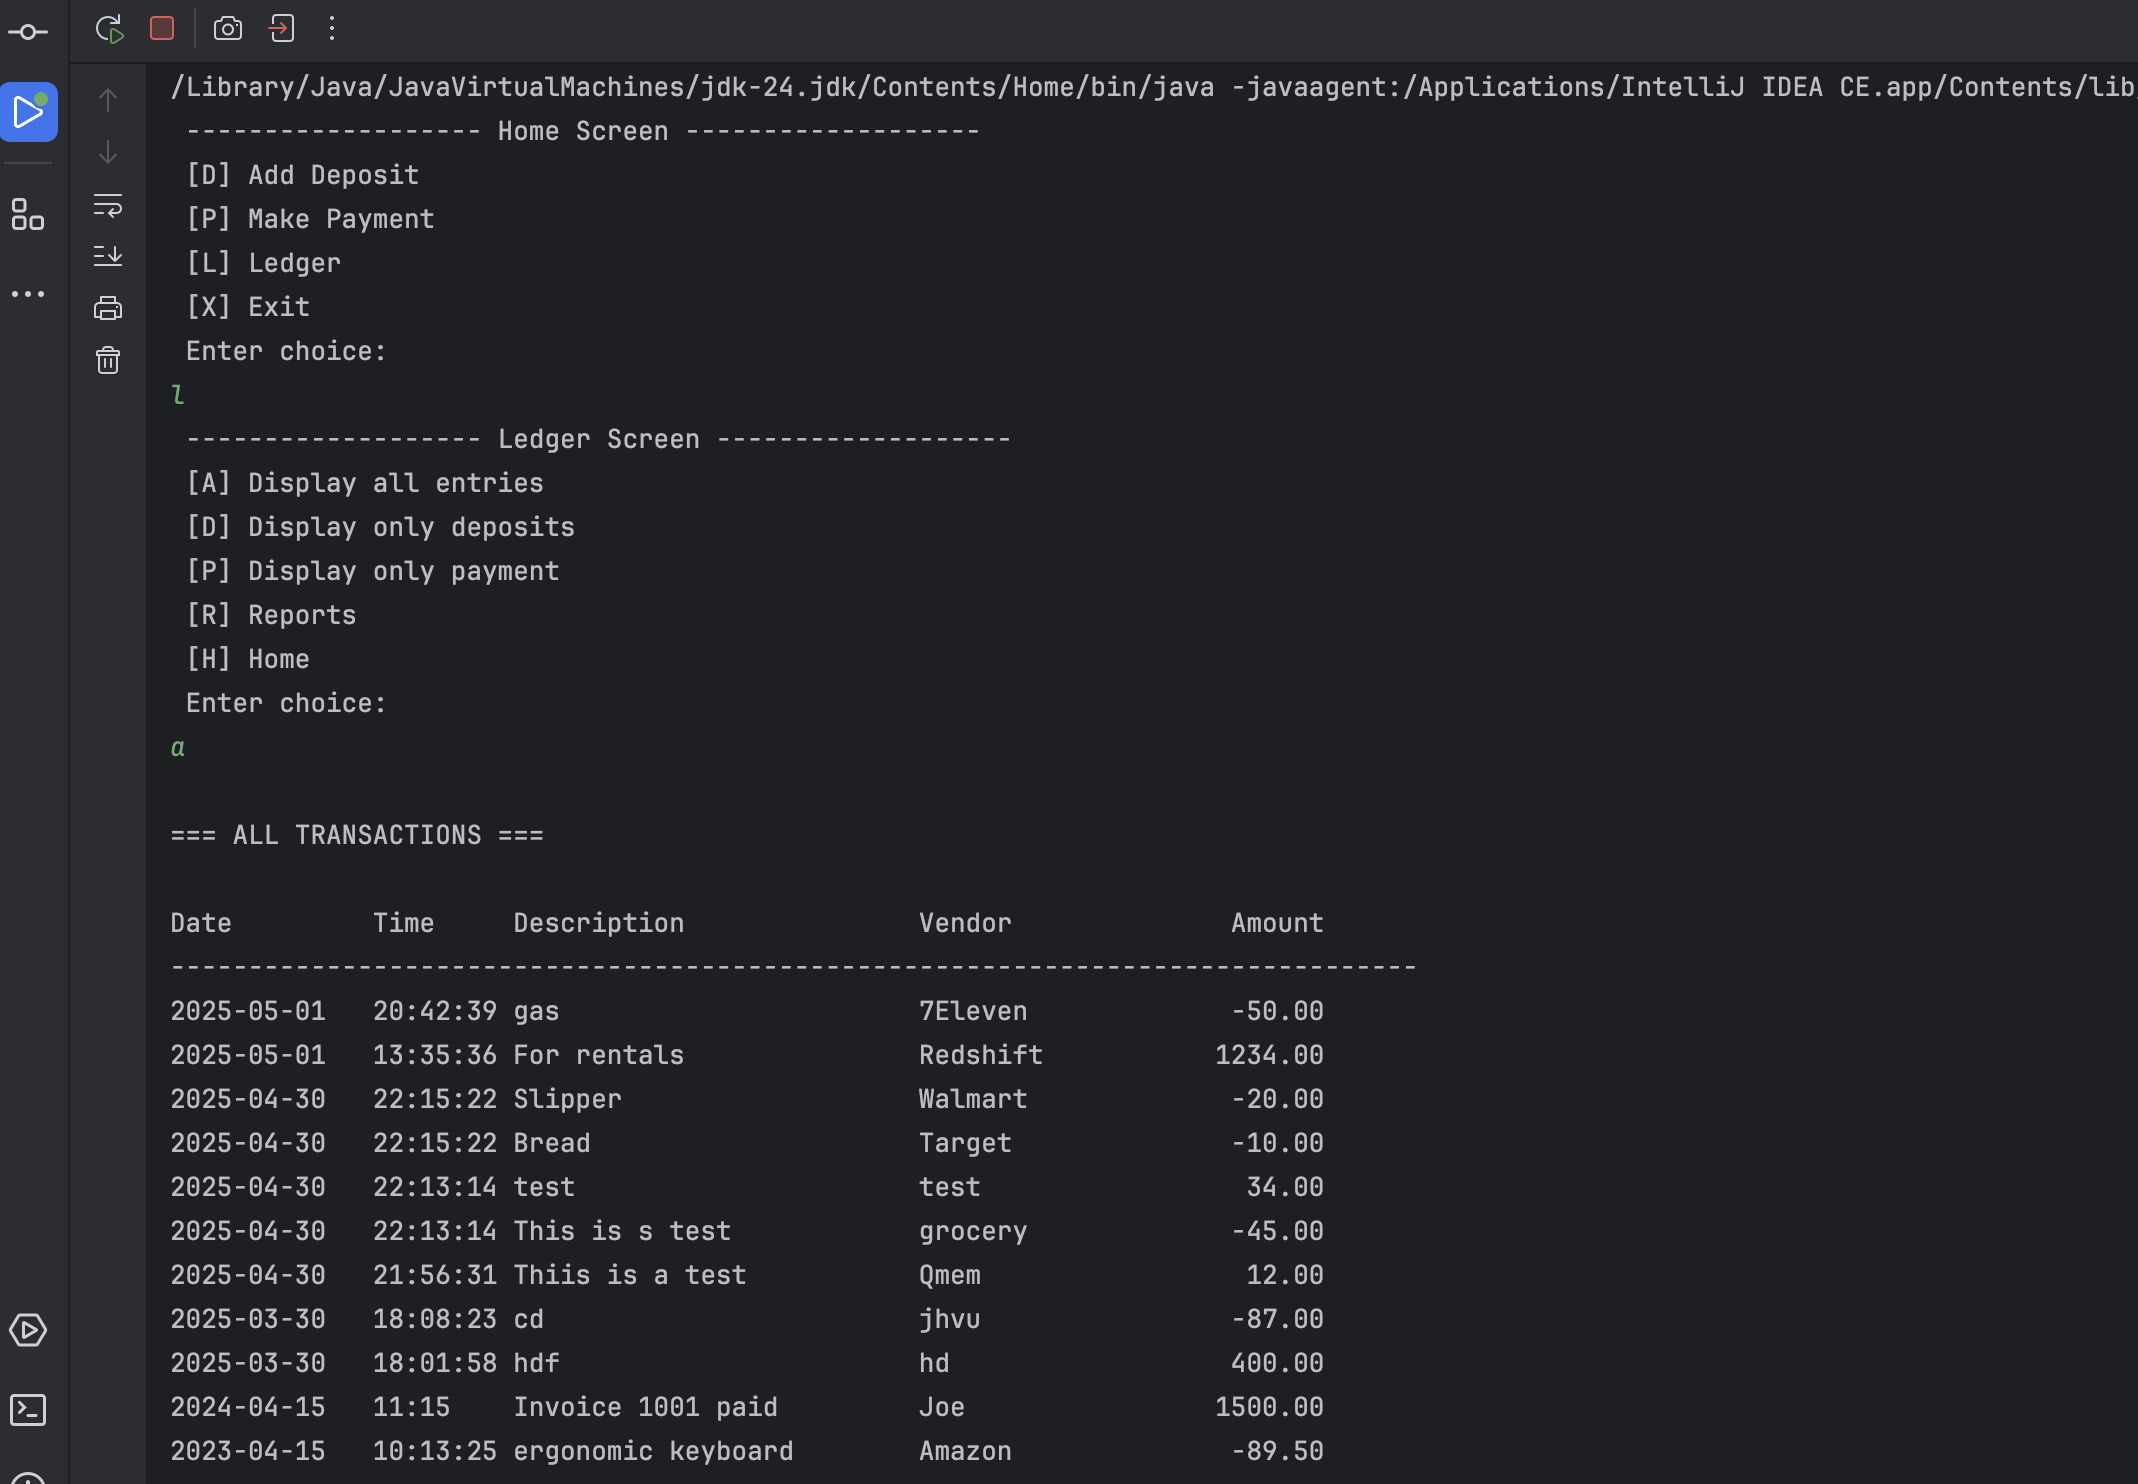 /Library/Java/JavaVirtualMachines/jdk-24.jdk/Contents/Home/bin/java -javaagent:/Applications/IntelliJ IDEA CE.app/Contents/lib
------------------- Home Screen -------------------
[D] Add Deposit
[P] Make Payment
[L] Ledger
[X] Exit
Enter choice:
l
------------------- Ledger Screen -------------------
[A] Display all entries
[D] Display only deposits
[P] Display only payment
[R] Reports
[H] Home
Enter choice:
a
=== ALL TRANSACTIONS ===
Date Time Description Vendor Amount
--------------------------------------------------------------------------------
2025-05-01 20:42:39 gas 7Eleven -50.00
2025-05-01 13:35:36 For rentals Redshift 1234.00
2025-04-30 22:15:22 Slipper Walmart -20.00
2025-04-30 22:15:22 Bread Target -10.00
2025-04-30 22:13:14 test test 34.00
2025-04-30 22:13:14 This is s test grocery -45.00
2025-04-30 21:56:31 Thiis is a test Qmem 12.00
2025-03-30 18:08:23 cd jhvu -87.00
2025-03-30 18:01:58 hdf hd 400.00
2024-04-15 11:15 Invoice 1001 paid Joe 1500.00
2023-04-15 10:13:25 ergonomic keyboard Amazon -89.50